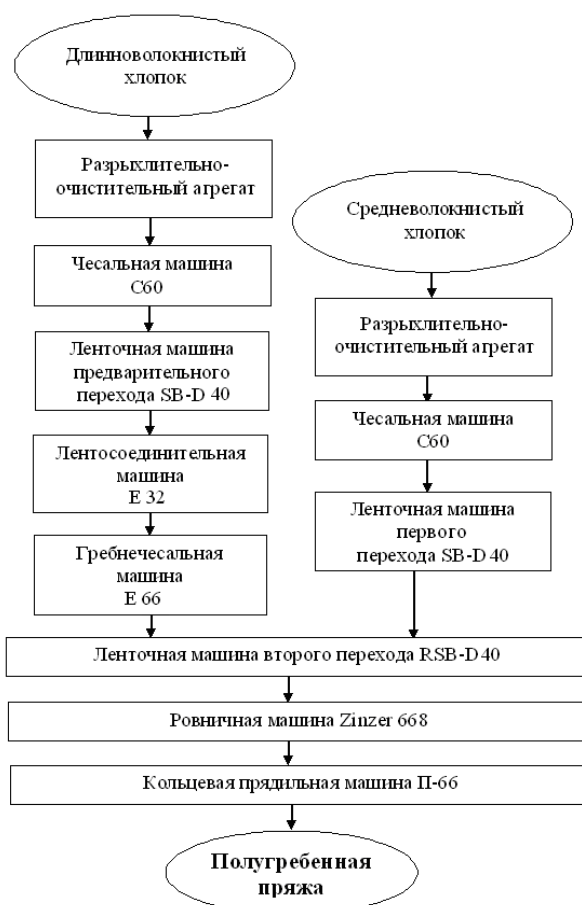 Длинноволокнистый
хлопок
Разрыхлительно-
очистительный агрегат
Чесальная машина
С60
Ленточная машина
предварительного
перехода SB-D 40
Лентосоединительная
машина
Е 32
Гребнечесальная
машина
Е 66
Средневолокнистый
хлопок
Разрыхлительно-
очистительный агрегат
Чесальная машина
С60
Ленточная машина
первого
перехода SB-D 40
Ленточная машина второго перехода RSB-D40
Ровничная машина Zinzer 668
Кольцевая прядильная машина П-66
Полугребенная
пряжа